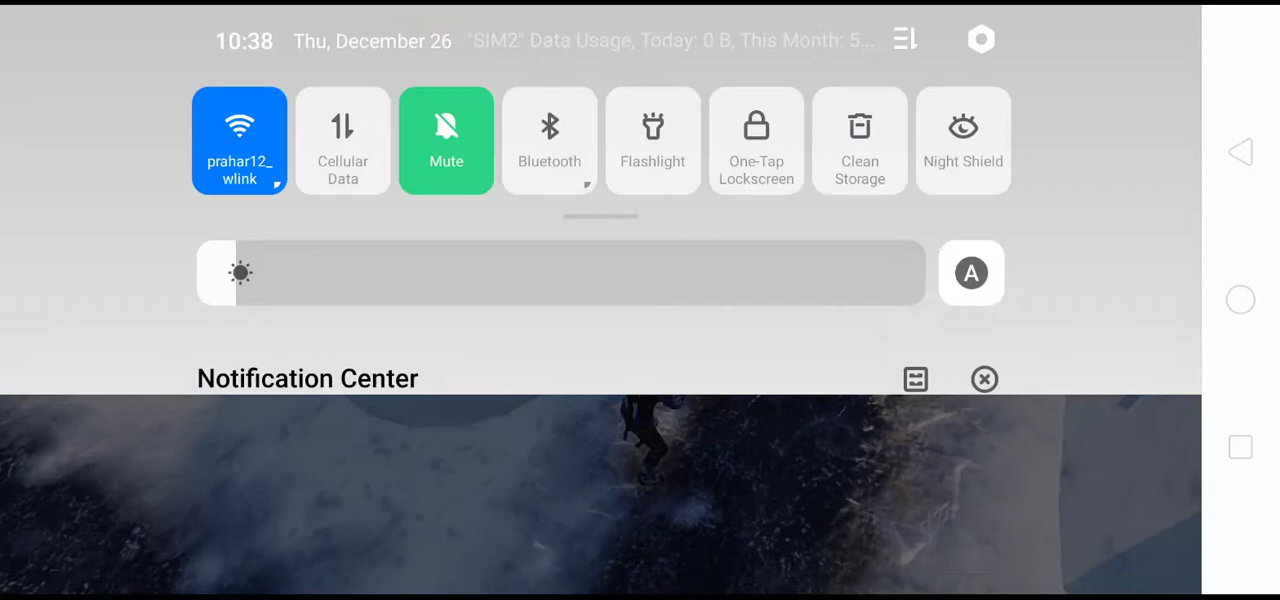 10:38 Thu, December 26 "SIM2" Data Usage, Today: 0 B, This Month: 5...
prahar12_
wlink
Cellular
Data
Mute
Bluetooth
Flashlight
One-Tap
Lockscreen
Clean
Storage
Night Shield
A
Notification Center